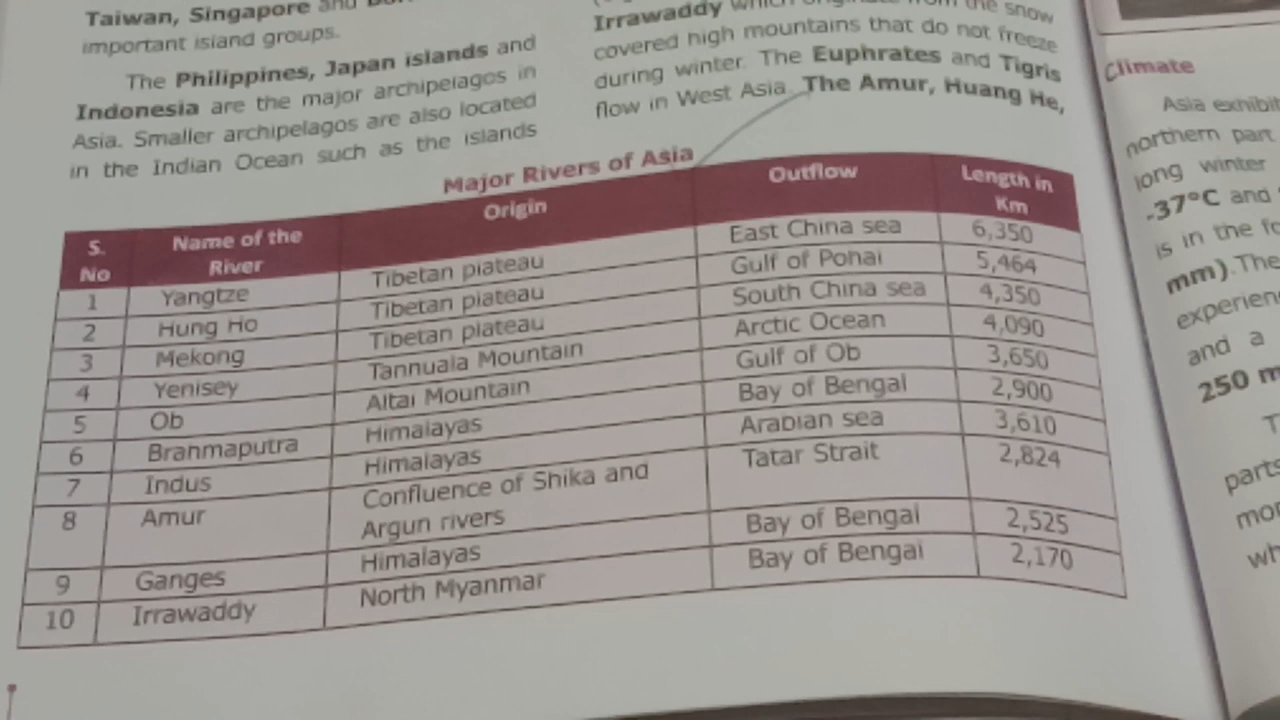 Taiwan, Singapore and
important island groups.
The Philippines, Japan islands and
Indonesia are the major archipelagos in
Asia. Smaller archipelagos are also located
in the Indian Ocean such as the islands
Irrawaddy which originate from the snow
covered high mountains that do not freeze
during winter. The Euphrates and Tigris
flow in West Asia. The Amur, Huang He,
Major Rivers of Asia
S. No Name of the River Origin Outflow Length in Km
1 Yangtze Tibetan plateau East China sea 6,350
2 Hung Ho Tibetan plateau Gulf of Pohai 5,464
3 Mekong Tibetan plateau South China sea 4,350
4 Yenisey Tannuala Mountain Arctic Ocean 4,090
5 Ob Altai Mountain Gulf of Ob 3,650
6 Brahmaputra Himalayas Bay of Bengal 2,900
7 Indus Himalayas Arabian sea 3,610
8 Amur Confluence of Shika and Argun rivers Tatar Strait 2,824
9 Ganges Himalayas Bay of Bengal 2,525
10 Irrawaddy North Myanmar Bay of Bengal 2,170
Climate
Asia exhibit
northern part
long winter
-37°C and
is in the
mm).The
experien
and a
250 m
T
parts
mor
wh